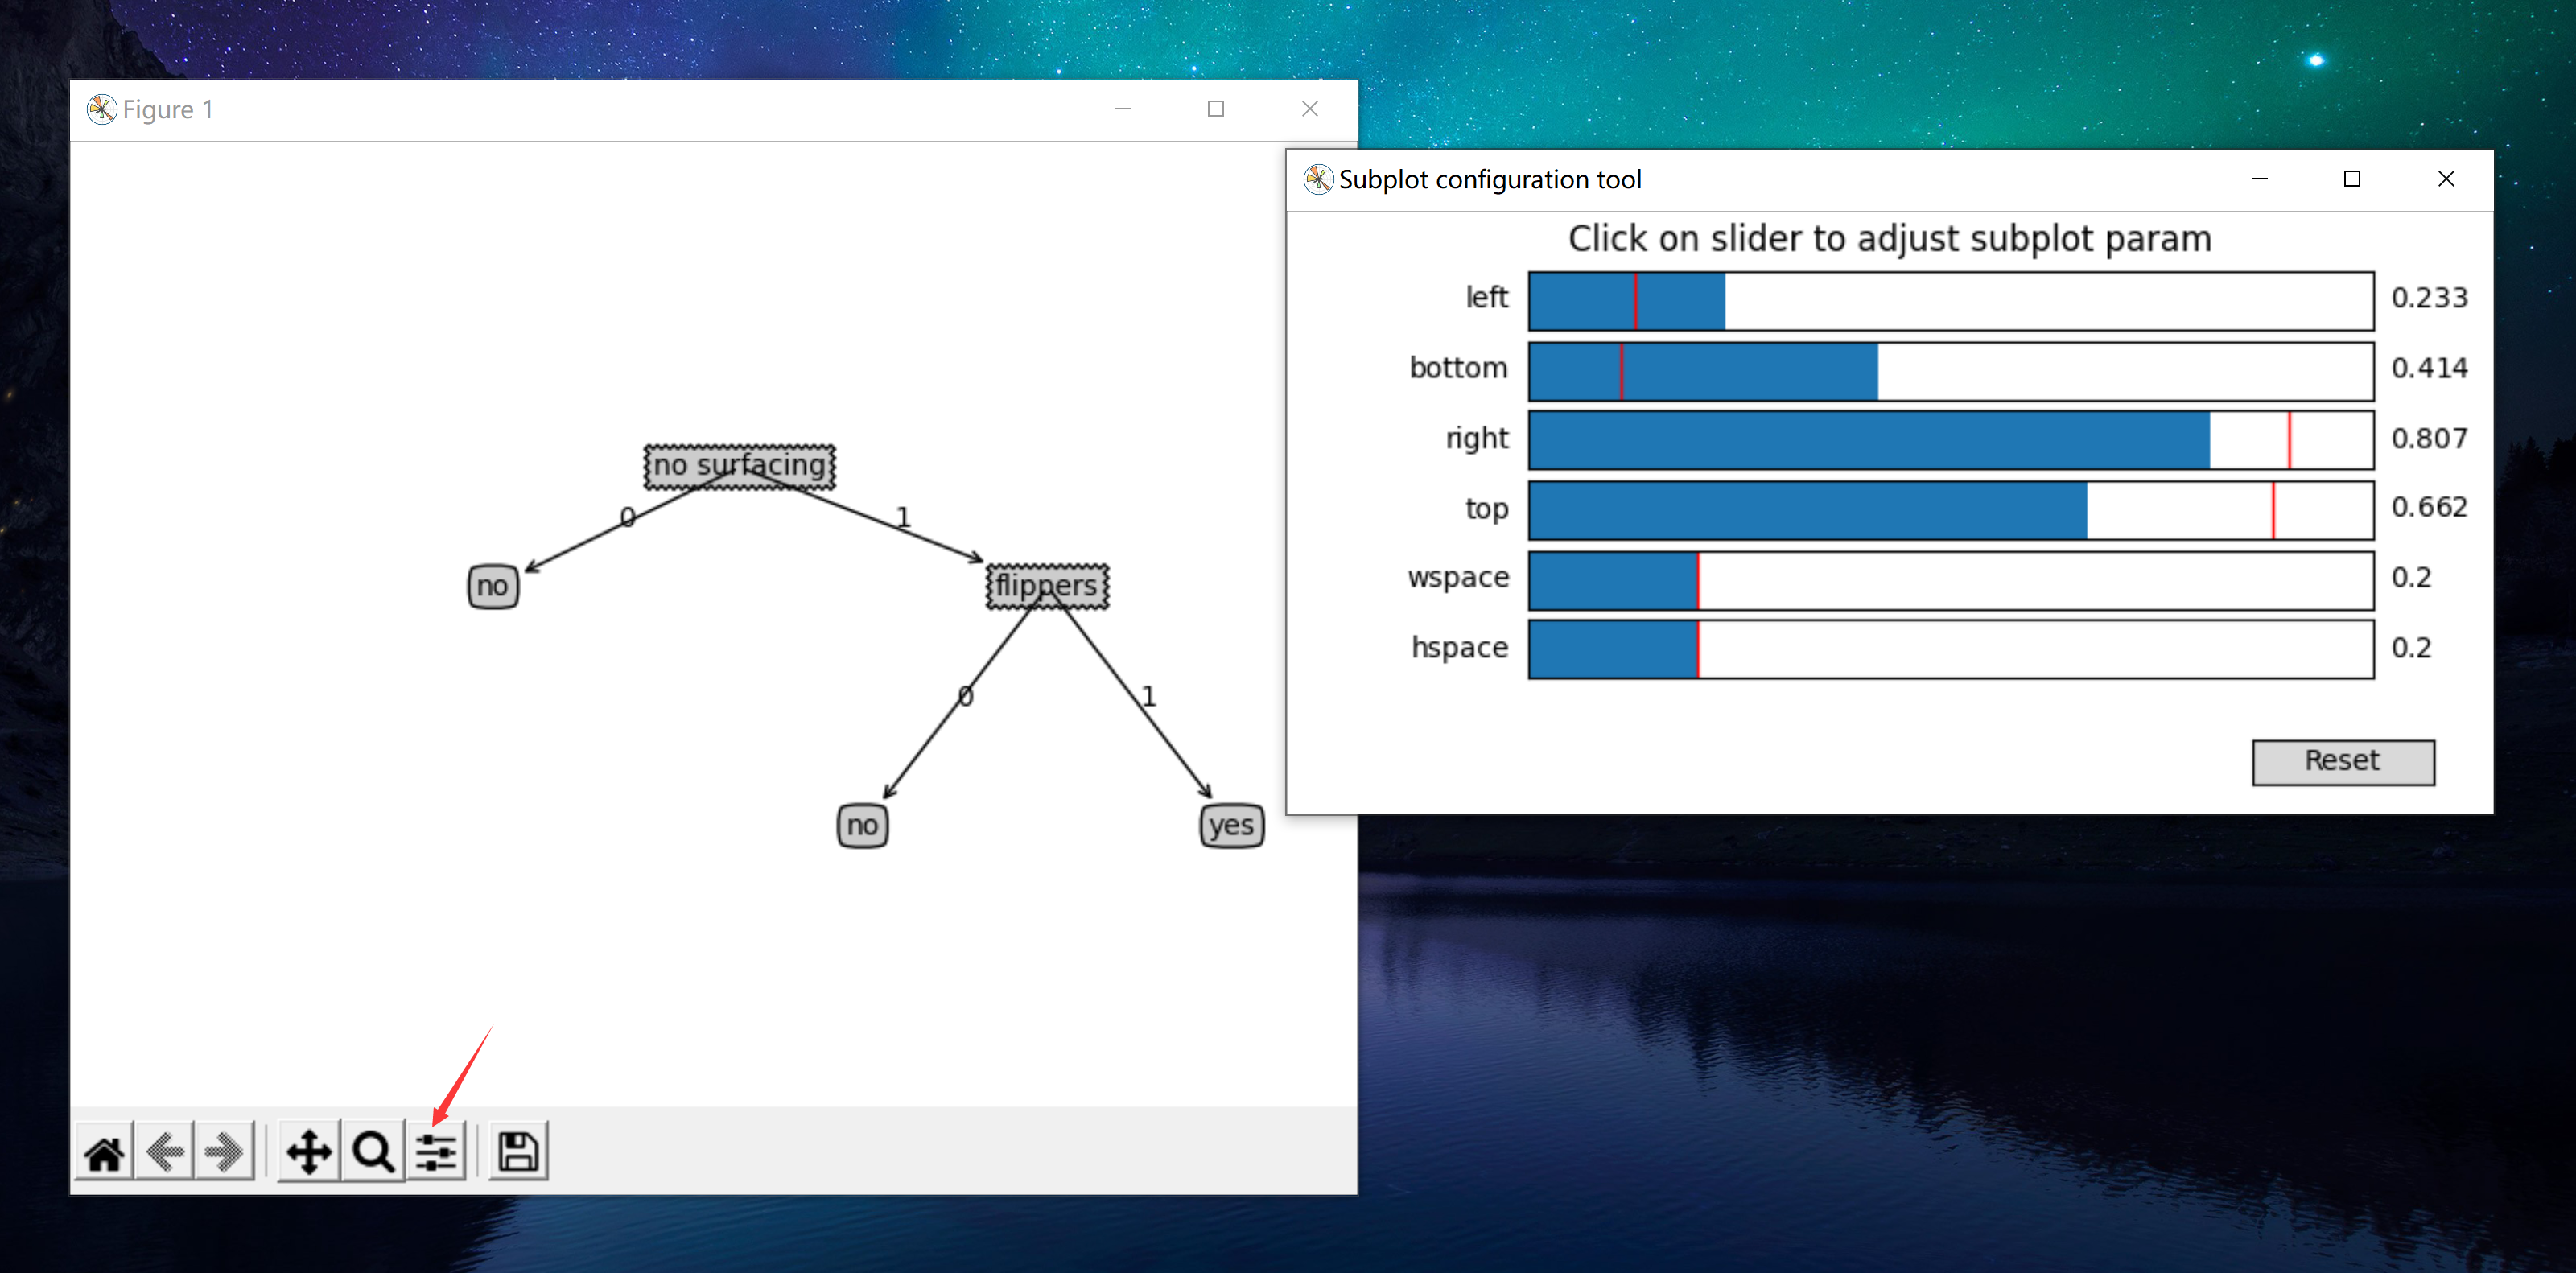 Figure 1
no surfacing
0
1
no
flippers
0
1
no
yes
Subplot configuration tool
Click on slider to adjust subplot param
left 0.233
bottom 0.414
right 0.807
top 0.662
wspace 0.2
hspace 0.2
Reset